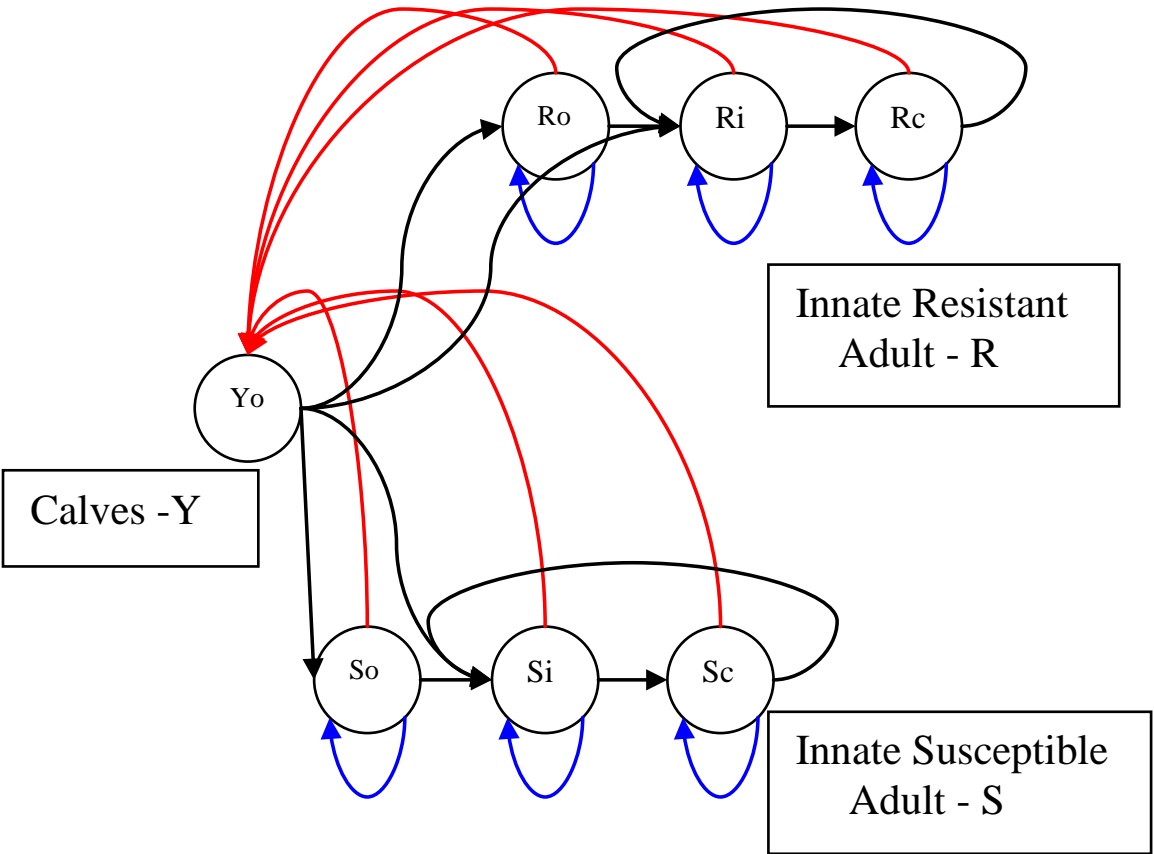 Ro
Ri
Rc
Innate Resistant
Adult - R
Yo
Calves -Y
So
Si
Sc
Innate Susceptible
Adult - S